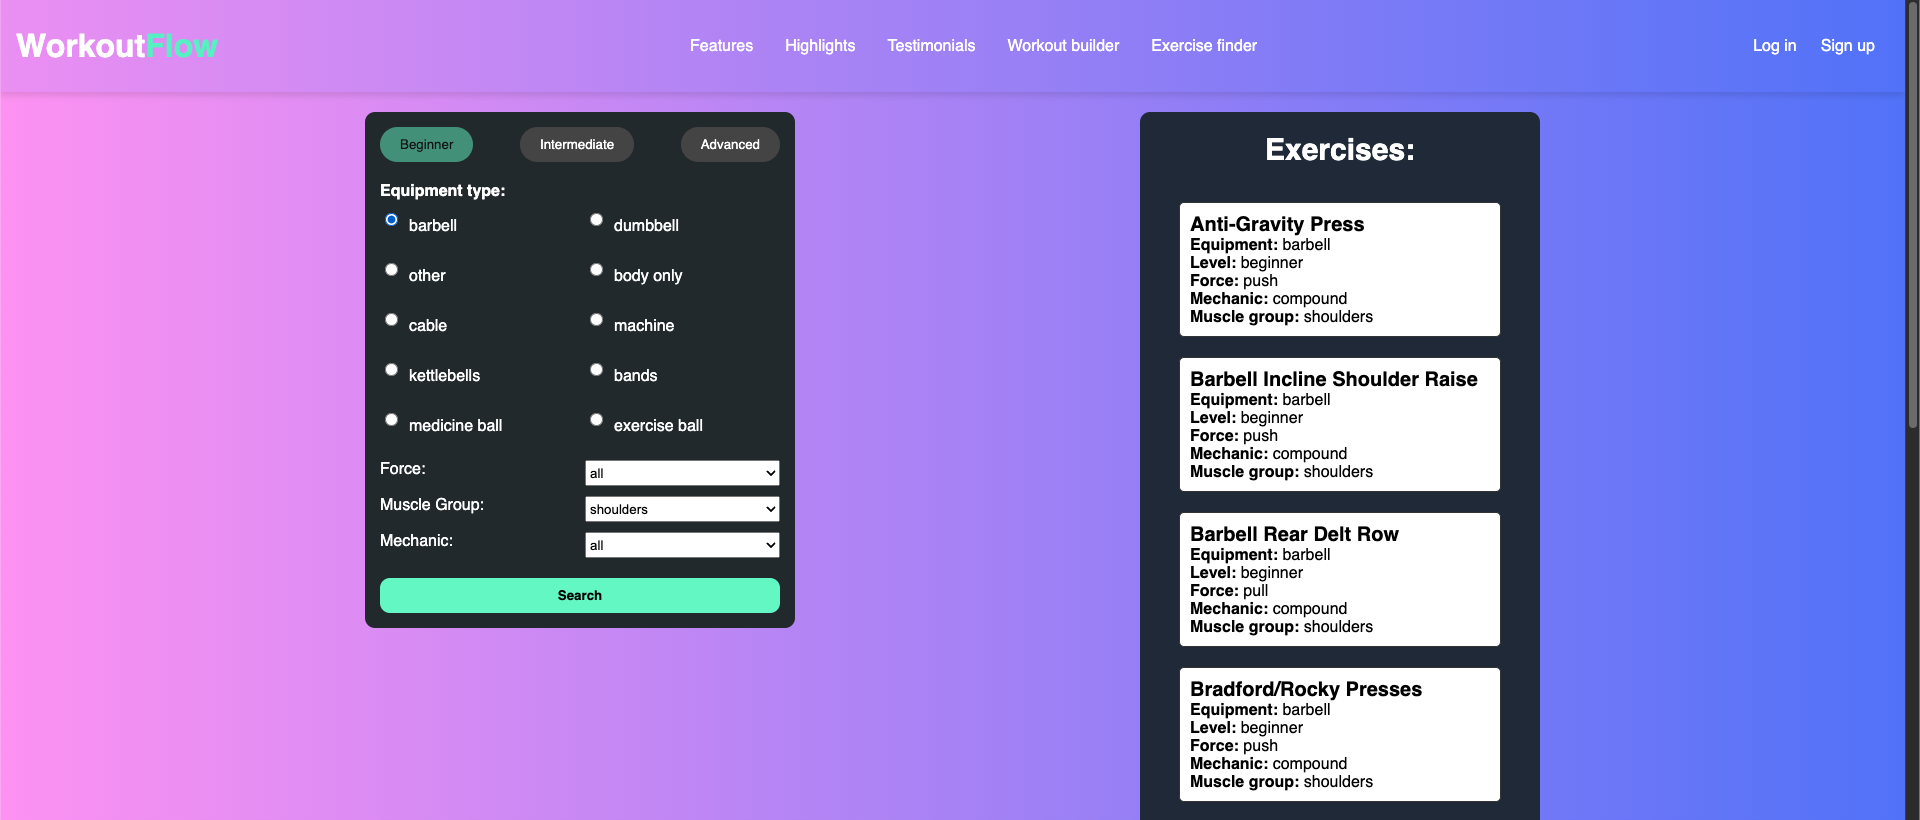 WorkoutFlow
Features Highlights Testimonials Workout builder Exercise finder
Log in Sign up
Beginner Intermediate Advanced
Equipment type:
barbell dumbbell
other body only
cable machine
kettlebells bands
medicine ball exercise ball
Force: all
Muscle Group: shoulders
Mechanic: all
Search
Exercises:
Anti-Gravity Press
Equipment: barbell
Level: beginner
Force: push
Mechanic: compound
Muscle group: shoulders
Barbell Incline Shoulder Raise
Equipment: barbell
Level: beginner
Force: push
Mechanic: compound
Muscle group: shoulders
Barbell Rear Delt Row
Equipment: barbell
Level: beginner
Force: pull
Mechanic: compound
Muscle group: shoulders
Bradford/Rocky Presses
Equipment: barbell
Level: beginner
Force: push
Mechanic: compound
Muscle group: shoulders